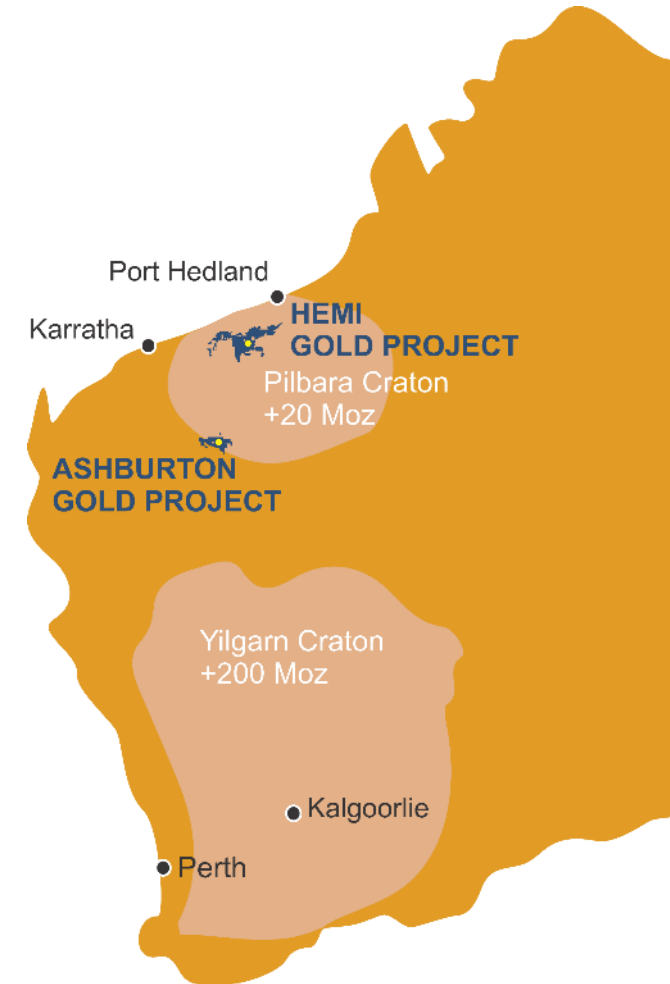 Port Hedland
Karratha
HEMI
GOLD PROJECT
Pilbara Craton
+20 Moz
ASHBURTON
GOLD PROJECT
Yilgarn Craton
+200 Moz
Kalgoorlie
Perth